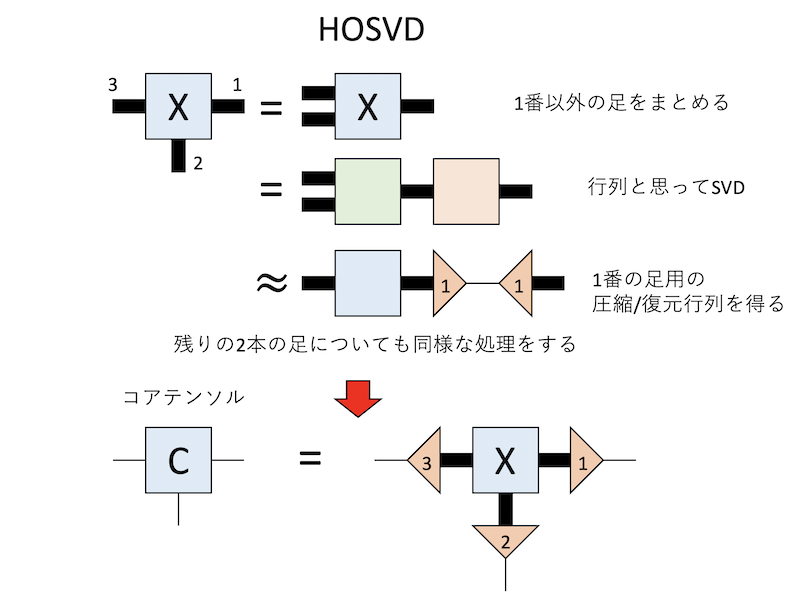 HOSVD
3
1
X
2
=
X
1番以外の足をまとめる
=
行列と思ってSVD
≈
1
1
1番の足用の
圧縮/復元行列を得る
残りの2本の足についても同様な処理をする
コアテンソル
C
=
3
X
1
2